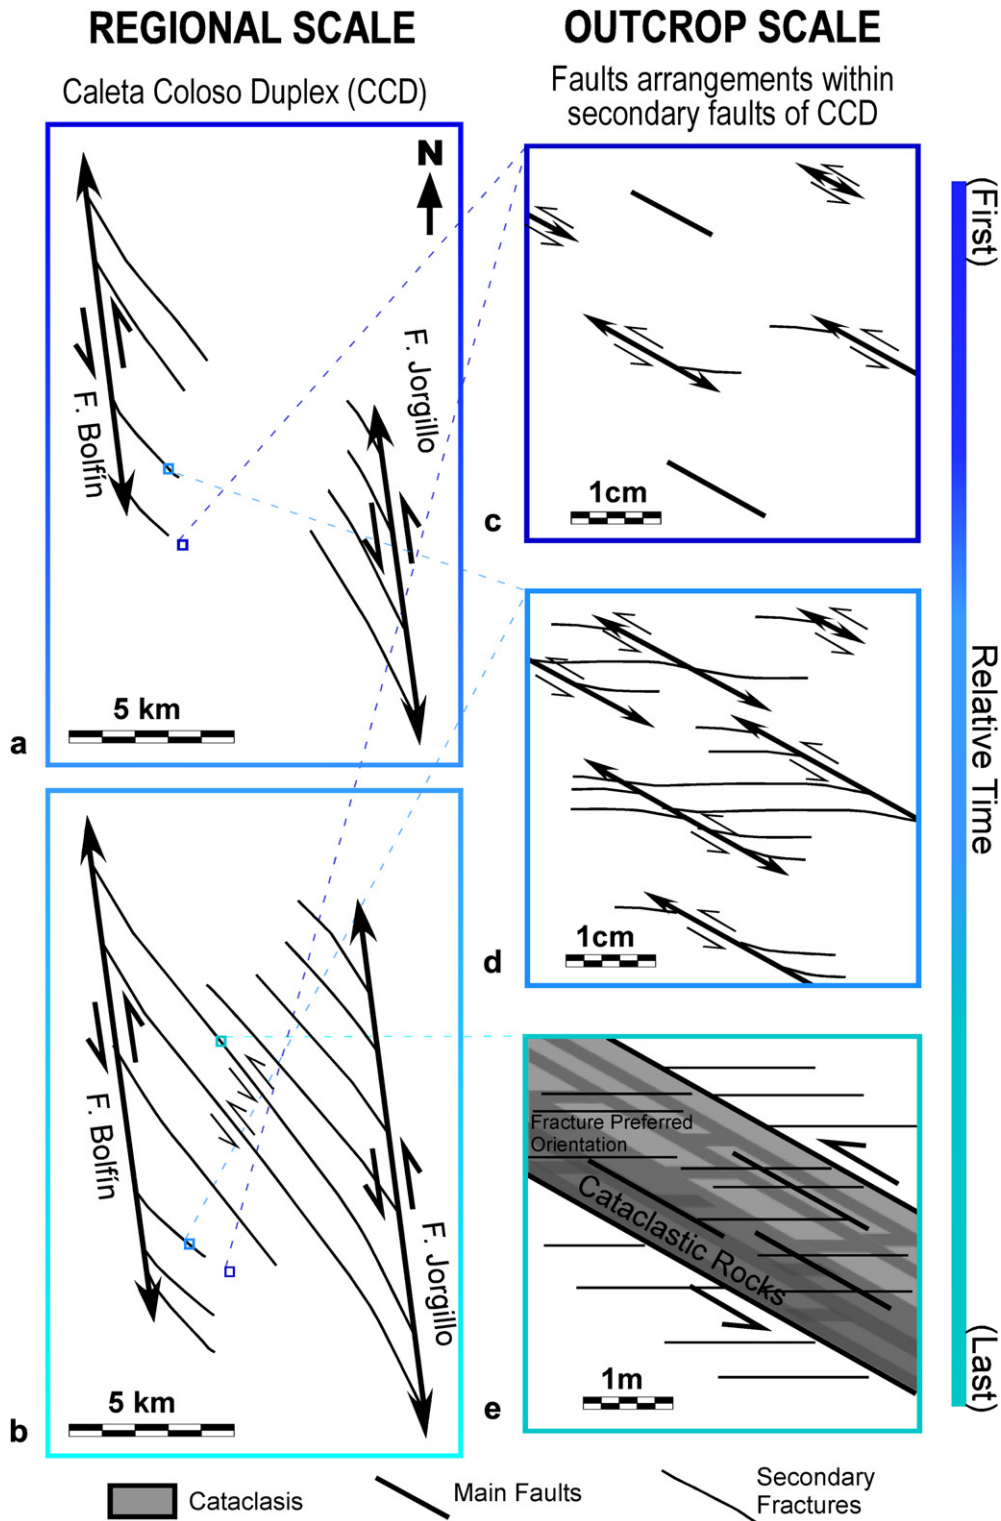 REGIONAL SCALE
Caleta Coloso Duplex (CCD)
OUTCROP SCALE
Faults arrangements within
secondary faults of CCD
N
F. Bolfín
F. Jorgillo
5 km
a
1cm
c
(First)
1cm
d
Relative Time
F. Bolfín
F. Jorgillo
5 km
b
Fracture Preferred
Orientation
Cataclastic Rocks
1m
e
(Last)
Cataclasis
Main Faults
Secondary
Fractures